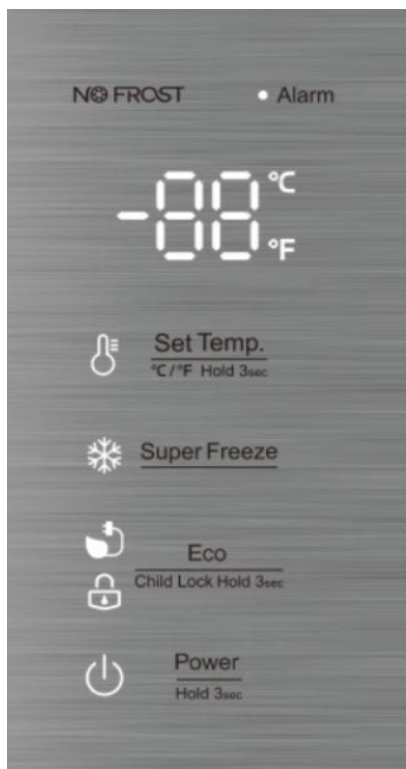 NO FROST
Alarm
-88 °C
°F
Set Temp.
°C/°F Hold 3sec
Super Freeze
Eco
Child Lock Hold 3sec
Power
Hold 3sec